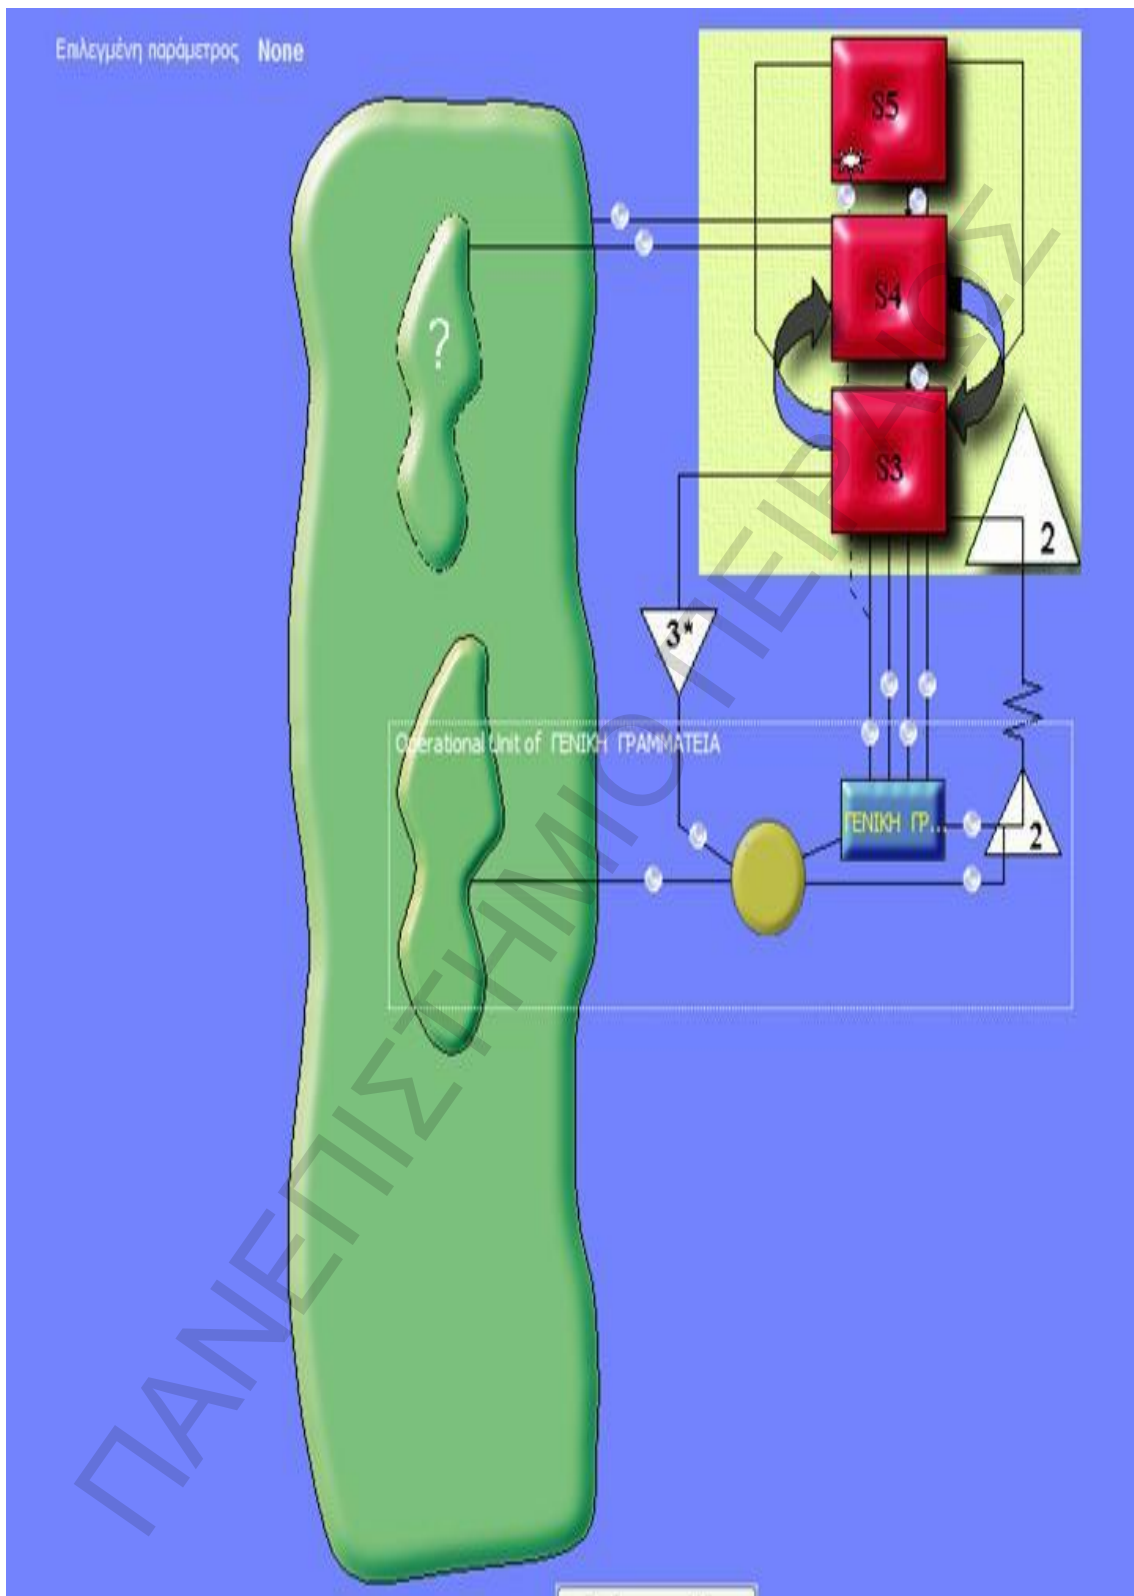 Επιλεγμένη παράμετρος None
S5
S4
?
S3
2
3*
Operational Unit of ΓΕΝΙΚΗ ΓΡΑΜΜΑΤΕΙΑ
ΓΕΝΙΚΗ ΓΡ...
2
ΠΑΝΕΠΙΣΤΗΜΙΟ ΠΕΙΡΑΙΩΣ